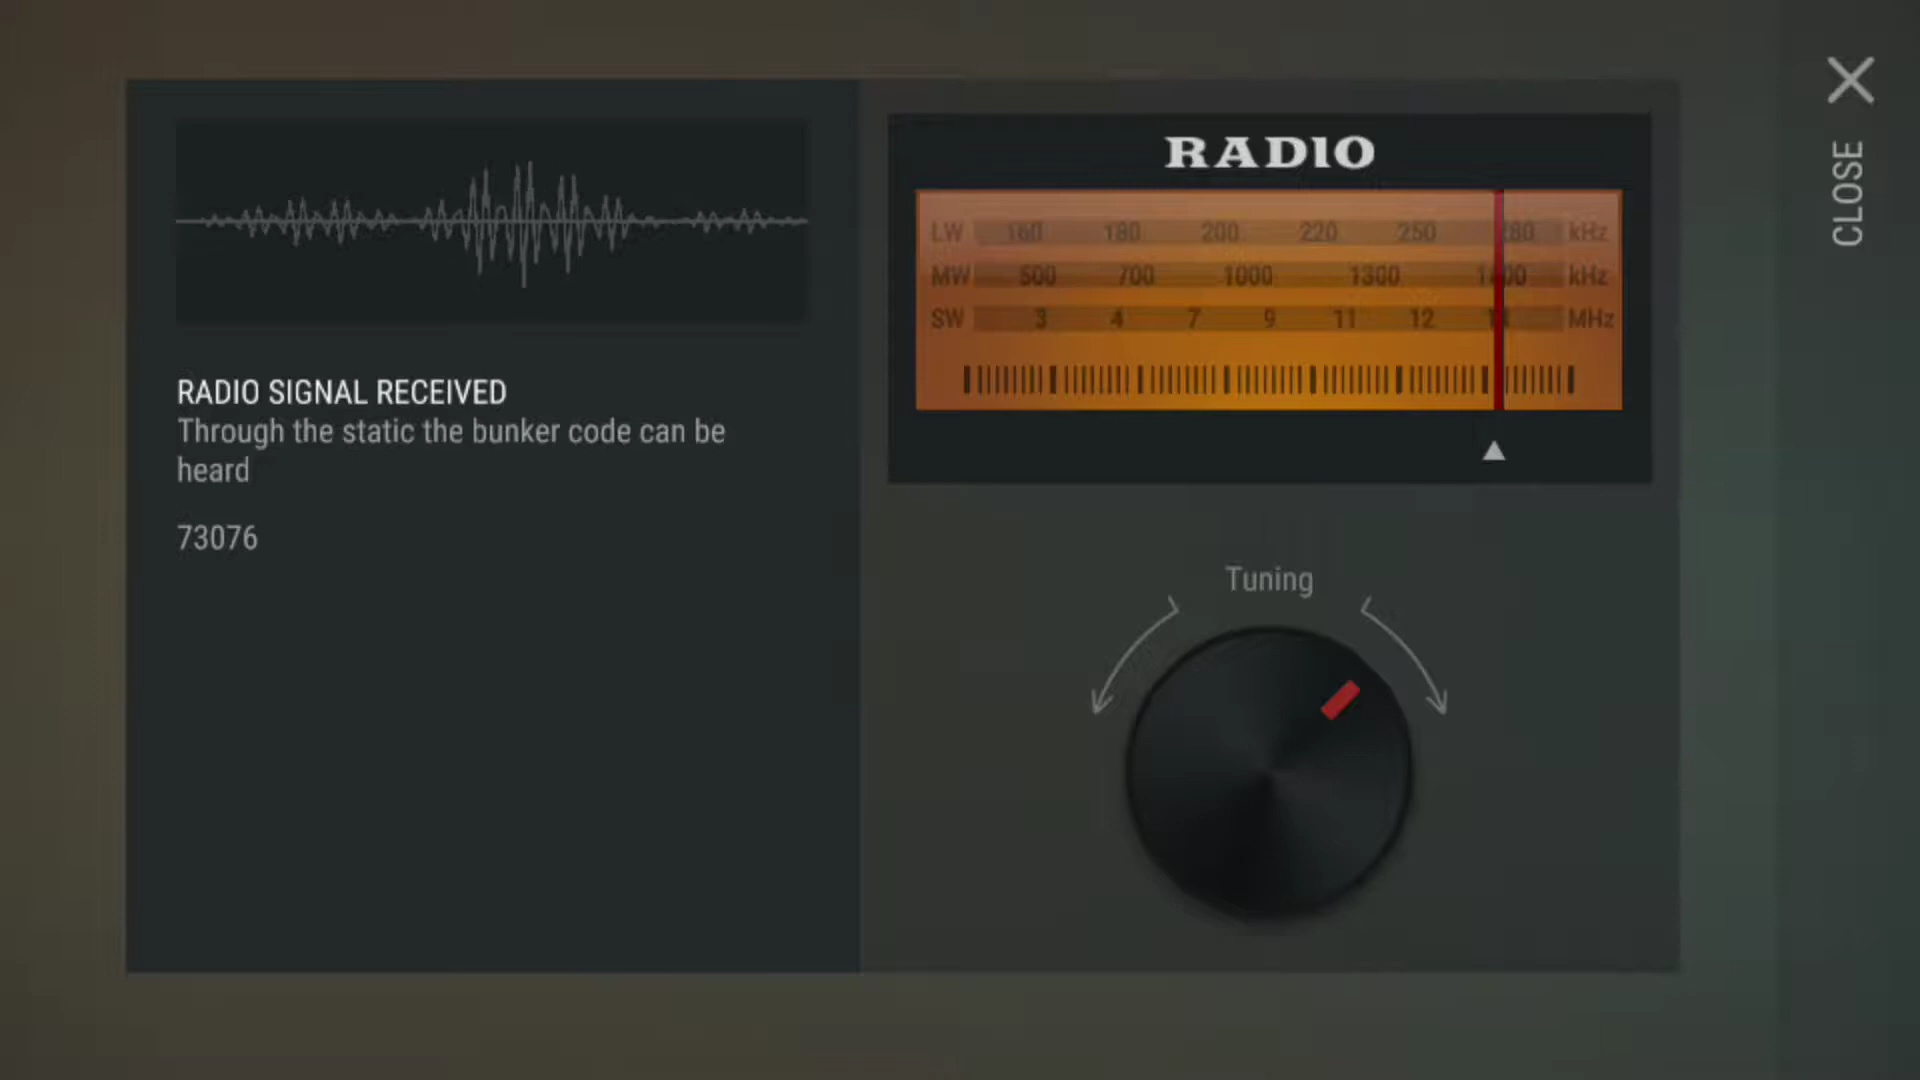 RADIO
CLOSE
LW 160 180 200 220 250 280 kHz
MW 500 700 1000 1300 kHz
SW 3 4 7 9 11 12 MHz
RADIO SIGNAL RECEIVED
Through the static the bunker code can be
heard
73076
Tuning